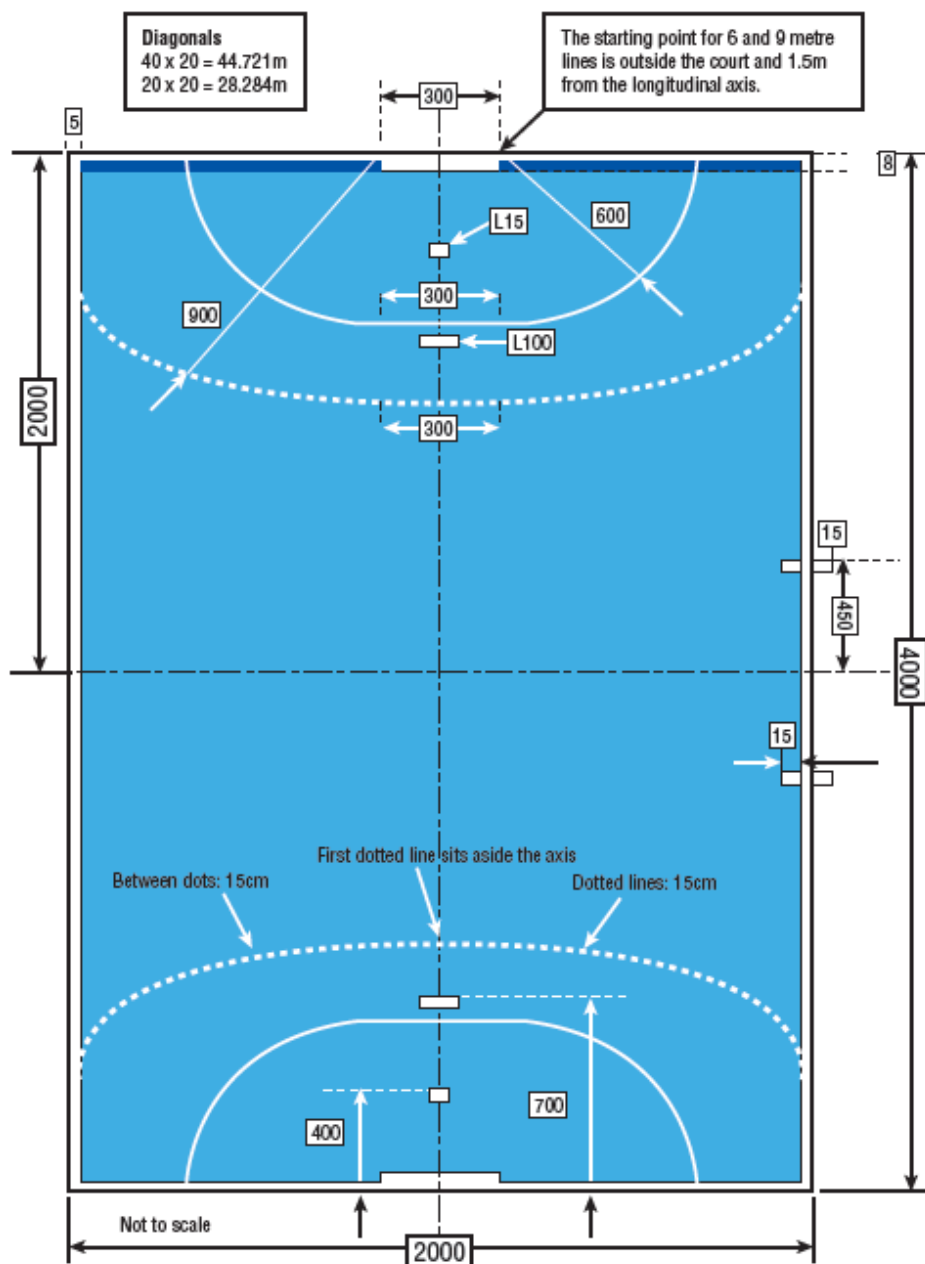 Diagonals
40 x 20 = 44.721m
20 x 20 = 28.284m
The starting point for 6 and 9 metre
lines is outside the court and 1.5m
from the longitudinal axis.
300
5
8
L15
600
300
900
L100
2000
300
15
450
4000
15
First dotted line sits aside the axis
Between dots: 15cm
Dotted lines: 15cm
700
400
Not to scale
2000